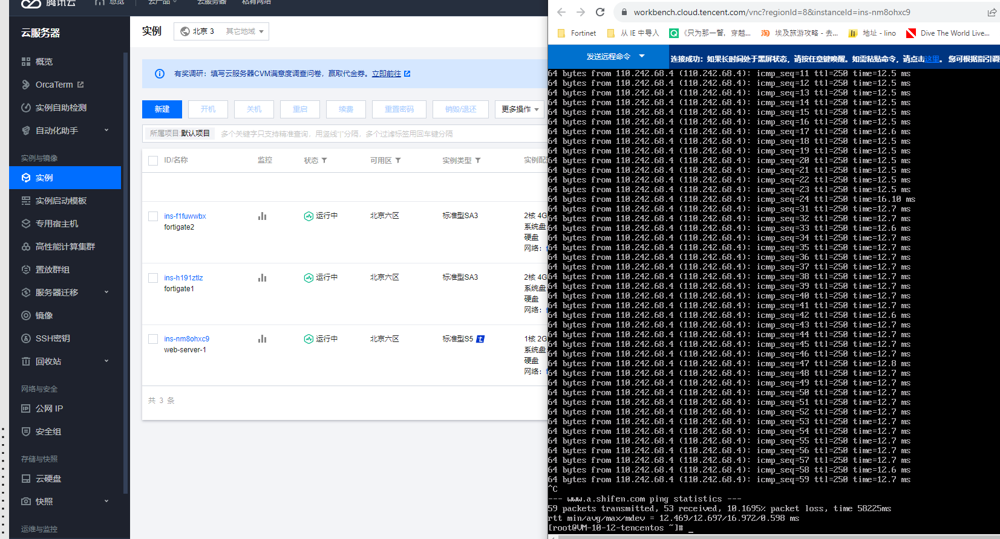 腾讯云
总览
云产品
云服务器
私有网络
云服务器
概览
OrcaTerm
实例自助检测
自动化助手
实例与镜像
实例
实例启动模板
专用宿主机
高性能计算集群
置放群组
服务器迁移
镜像
SSH密钥
回收站
网络与安全
公网 IP
安全组
存储与快照
云硬盘
快照
运维与监控
实例
北京 3 其它地域
有奖调研：填写云服务器CVM满意度调查问卷，赢取代金券。立即前往
新建 开机 关机 重启 续费 重置密码 销毁/退还 更多操作
所属项目:默认项目 多个关键字只支持精准查询，用竖线“|”分隔，多个过滤标签用回车键分隔
ID/名称 监控 状态 可用区 实例类型 实例配
ins-f1fuwwbx 运行中 北京六区 标准型SA3 2核 4G
fortigate2 系统盘
硬盘
网络：
ins-h191ztlz 运行中 北京六区 标准型SA3 2核 4G
fortigate1 系统盘
硬盘
网络：
ins-nm8ohxc9 运行中 北京六区 标准型S5 1核 2G
web-server-1 系统盘
硬盘
网络：
共 3 条
workbench.cloud.tencent.com/vnc?regionId=8&instanceId=ins-nm8ohxc9
Fortinet 从 IE 中导入 《只为那一瞥，穿越... 埃及旅游攻略 - 去... 地址 - lino Dive The World Live...
发送远程命令 连接成功：如果长时间处于黑屏状态，请按任意键唤醒。如需粘贴命令，请点击这里。 您可根据指引调
64 bytes from 110.242.68.4 (110.242.68.4): icmp_seq=11 ttl=250 time=12.5 ms
64 bytes from 110.242.68.4 (110.242.68.4): icmp_seq=12 ttl=250 time=12.5 ms
64 bytes from 110.242.68.4 (110.242.68.4): icmp_seq=13 ttl=250 time=12.5 ms
64 bytes from 110.242.68.4 (110.242.68.4): icmp_seq=14 ttl=250 time=12.5 ms
64 bytes from 110.242.68.4 (110.242.68.4): icmp_seq=15 ttl=250 time=12.5 ms
64 bytes from 110.242.68.4 (110.242.68.4): icmp_seq=16 ttl=250 time=12.5 ms
64 bytes from 110.242.68.4 (110.242.68.4): icmp_seq=17 ttl=250 time=12.6 ms
64 bytes from 110.242.68.4 (110.242.68.4): icmp_seq=18 ttl=250 time=12.5 ms
64 bytes from 110.242.68.4 (110.242.68.4): icmp_seq=19 ttl=250 time=12.5 ms
64 bytes from 110.242.68.4 (110.242.68.4): icmp_seq=20 ttl=250 time=12.5 ms
64 bytes from 110.242.68.4 (110.242.68.4): icmp_seq=21 ttl=250 time=12.5 ms
64 bytes from 110.242.68.4 (110.242.68.4): icmp_seq=22 ttl=250 time=12.5 ms
64 bytes from 110.242.68.4 (110.242.68.4): icmp_seq=23 ttl=250 time=12.5 ms
64 bytes from 110.242.68.4 (110.242.68.4): icmp_seq=24 ttl=250 time=16.10 ms
64 bytes from 110.242.68.4 (110.242.68.4): icmp_seq=31 ttl=250 time=12.7 ms
64 bytes from 110.242.68.4 (110.242.68.4): icmp_seq=32 ttl=250 time=12.7 ms
64 bytes from 110.242.68.4 (110.242.68.4): icmp_seq=33 ttl=250 time=12.6 ms
64 bytes from 110.242.68.4 (110.242.68.4): icmp_seq=34 ttl=250 time=12.7 ms
64 bytes from 110.242.68.4 (110.242.68.4): icmp_seq=35 ttl=250 time=12.7 ms
64 bytes from 110.242.68.4 (110.242.68.4): icmp_seq=36 ttl=250 time=12.7 ms
64 bytes from 110.242.68.4 (110.242.68.4): icmp_seq=37 ttl=250 time=12.7 ms
64 bytes from 110.242.68.4 (110.242.68.4): icmp_seq=38 ttl=250 time=12.7 ms
64 bytes from 110.242.68.4 (110.242.68.4): icmp_seq=39 ttl=250 time=12.7 ms
64 bytes from 110.242.68.4 (110.242.68.4): icmp_seq=40 ttl=250 time=12.7 ms
64 bytes from 110.242.68.4 (110.242.68.4): icmp_seq=41 ttl=250 time=12.7 ms
64 bytes from 110.242.68.4 (110.242.68.4): icmp_seq=42 ttl=250 time=12.6 ms
64 bytes from 110.242.68.4 (110.242.68.4): icmp_seq=43 ttl=250 time=12.7 ms
64 bytes from 110.242.68.4 (110.242.68.4): icmp_seq=44 ttl=250 time=12.7 ms
64 bytes from 110.242.68.4 (110.242.68.4): icmp_seq=45 ttl=250 time=12.7 ms
64 bytes from 110.242.68.4 (110.242.68.4): icmp_seq=46 ttl=250 time=12.7 ms
64 bytes from 110.242.68.4 (110.242.68.4): icmp_seq=47 ttl=250 time=12.8 ms
64 bytes from 110.242.68.4 (110.242.68.4): icmp_seq=48 ttl=250 time=12.7 ms
64 bytes from 110.242.68.4 (110.242.68.4): icmp_seq=49 ttl=250 time=12.7 ms
64 bytes from 110.242.68.4 (110.242.68.4): icmp_seq=50 ttl=250 time=12.7 ms
64 bytes from 110.242.68.4 (110.242.68.4): icmp_seq=51 ttl=250 time=12.7 ms
64 bytes from 110.242.68.4 (110.242.68.4): icmp_seq=52 ttl=250 time=12.7 ms
64 bytes from 110.242.68.4 (110.242.68.4): icmp_seq=53 ttl=250 time=12.7 ms
64 bytes from 110.242.68.4 (110.242.68.4): icmp_seq=54 ttl=250 time=12.7 ms
64 bytes from 110.242.68.4 (110.242.68.4): icmp_seq=55 ttl=250 time=12.7 ms
64 bytes from 110.242.68.4 (110.242.68.4): icmp_seq=56 ttl=250 time=12.7 ms
64 bytes from 110.242.68.4 (110.242.68.4): icmp_seq=57 ttl=250 time=12.7 ms
64 bytes from 110.242.68.4 (110.242.68.4): icmp_seq=58 ttl=250 time=12.6 ms
64 bytes from 110.242.68.4 (110.242.68.4): icmp_seq=59 ttl=250 time=12.7 ms
^C
--- www.a.shifen.com ping statistics ---
59 packets transmitted, 53 received, 10.1695% packet loss, time 58225ms
rtt min/avg/max/mdev = 12.469/12.697/16.972/0.598 ms
[root@VM-10-12-tencentos ~]# _